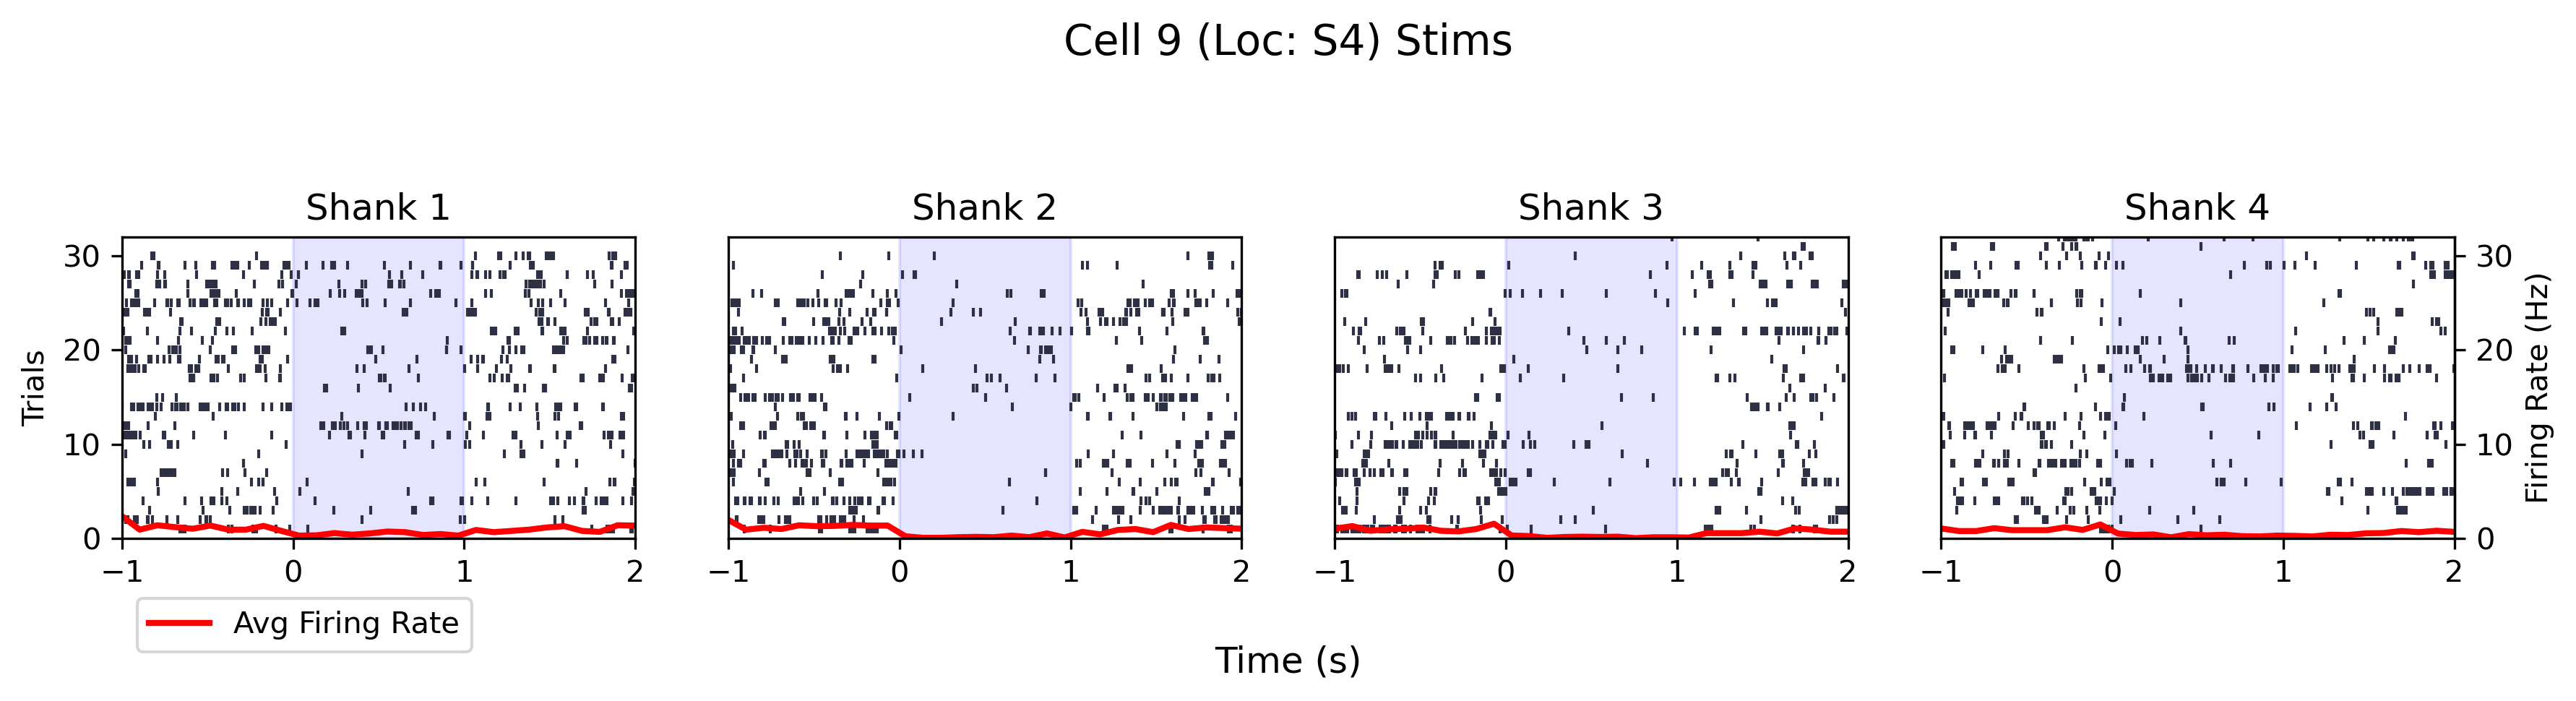 Cell 9 (Loc: S4) Stims
Shank 1
Shank 2
Shank 3
Shank 4
Trials
30
20
10
0
−1
0
1
2
−1
0
1
2
−1
0
1
2
−1
0
1
2
30
20
10
0
Firing Rate (Hz)
Avg Firing Rate
Time (s)